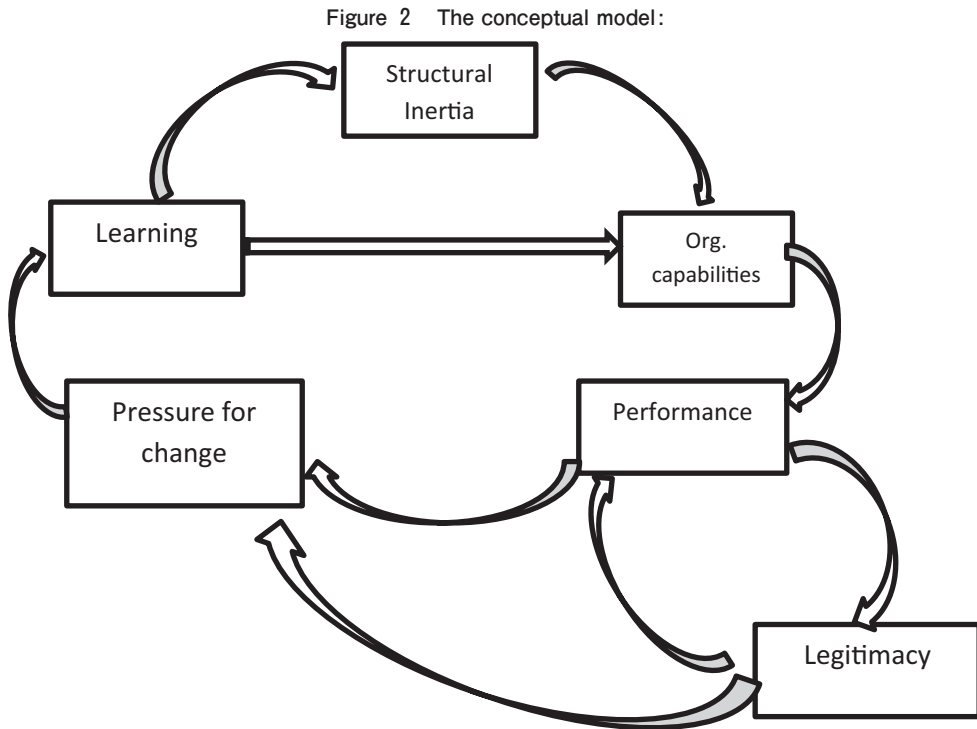 Figure 2 The conceptual model:
Structural
Inertia
Learning
Org.
capabilities
Pressure for
change
Performance
Legitimacy